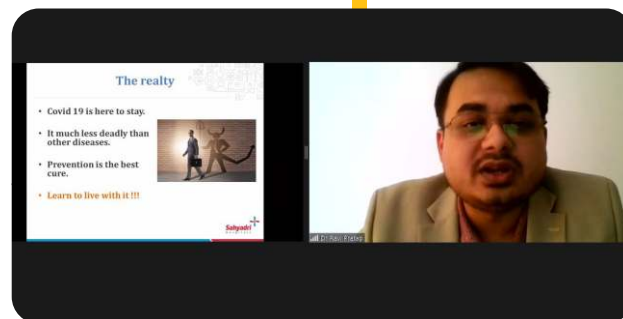 The realty
• Covid 19 is here to stay.
• It much less deadly than
other diseases.
• Prevention is the best
cure.
• Learn to live with it !!!
Sahyadri